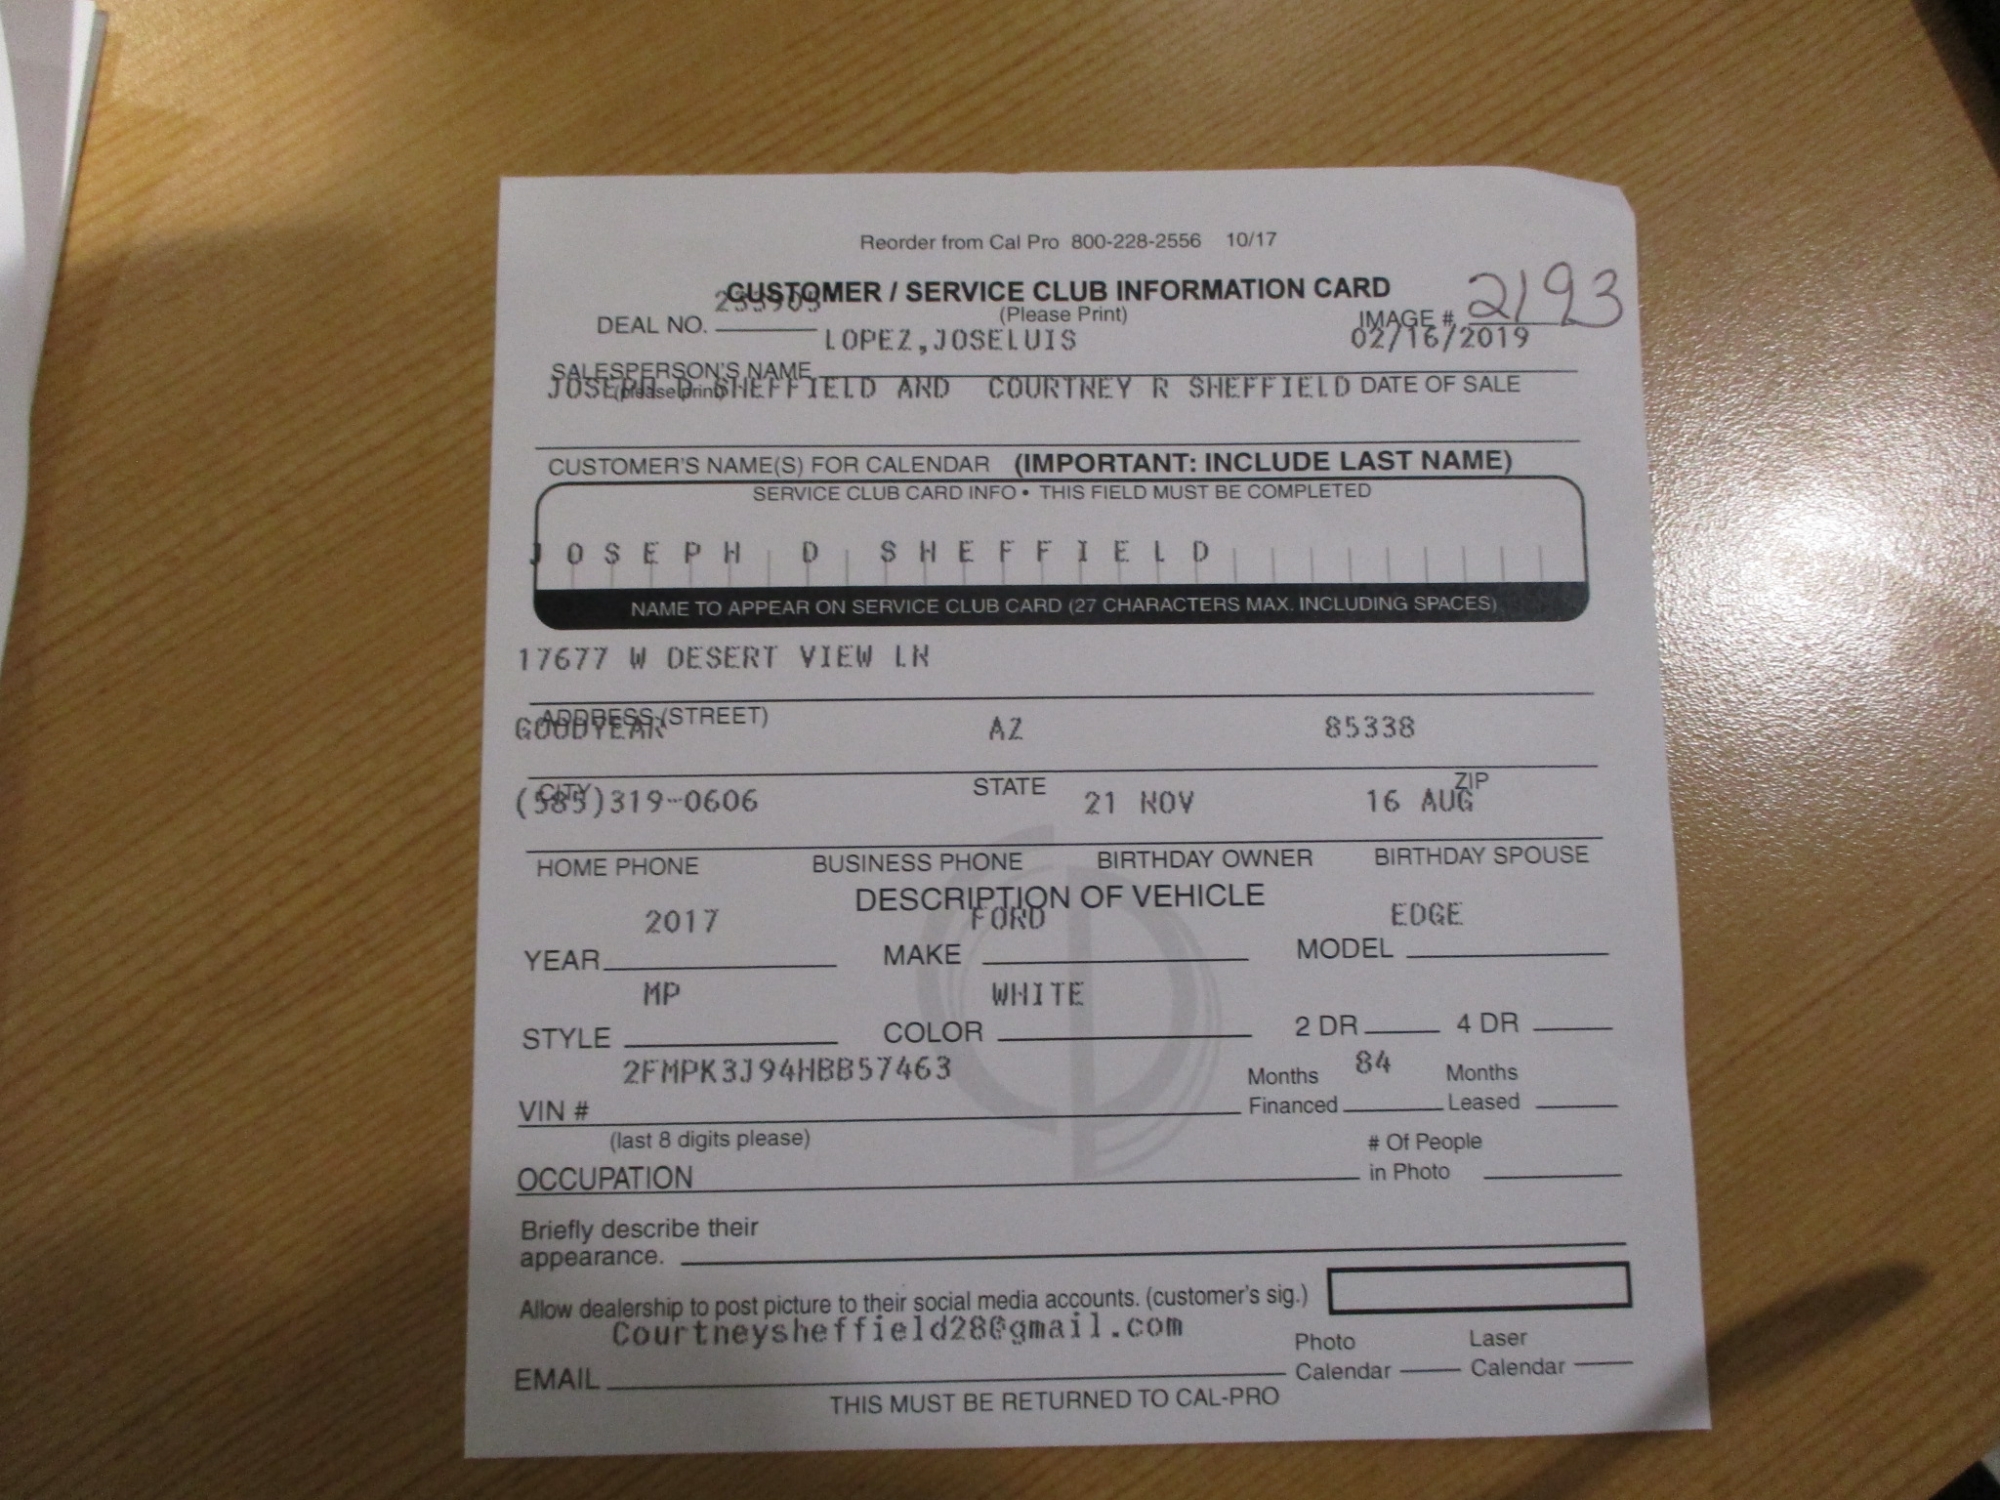 Reorder from Cal Pro 800-228-2556 10/17
CUSTOMER / SERVICE CLUB INFORMATION CARD
(Please Print)
DEAL NO. 233905
IMAGE # 2193
LOPEZ,JOSELUIS 02/16/2019
SALESPERSON'S NAME
(please print)
DATE OF SALE
JOSEPH D SHEFFIELD AND COURTNEY R SHEFFIELD
CUSTOMER'S NAME(S) FOR CALENDAR (IMPORTANT: INCLUDE LAST NAME)
SERVICE CLUB CARD INFO • THIS FIELD MUST BE COMPLETED
JOSEPH D SHEFFIELD
NAME TO APPEAR ON SERVICE CLUB CARD (27 CHARACTERS MAX. INCLUDING SPACES)
17677 W DESERT VIEW LN
ADDRESS (STREET)
GOODYEAR AZ 85338
CITY STATE ZIP
(585)319-0606 21 NOV 16 AUG
HOME PHONE BUSINESS PHONE BIRTHDAY OWNER BIRTHDAY SPOUSE
DESCRIPTION OF VEHICLE
2017 FORD EDGE
YEAR MAKE MODEL
MP WHITE
STYLE COLOR 2 DR 4 DR
2FMPK3J94HBB57463 84
VIN # Months Financed Months Leased
(last 8 digits please)
OCCUPATION # Of People in Photo
Briefly describe their
appearance.
Allow dealership to post picture to their social media accounts. (customer's sig.)
Courtneysheffield28@gmail.com
EMAIL Photo Calendar Laser Calendar
THIS MUST BE RETURNED TO CAL-PRO